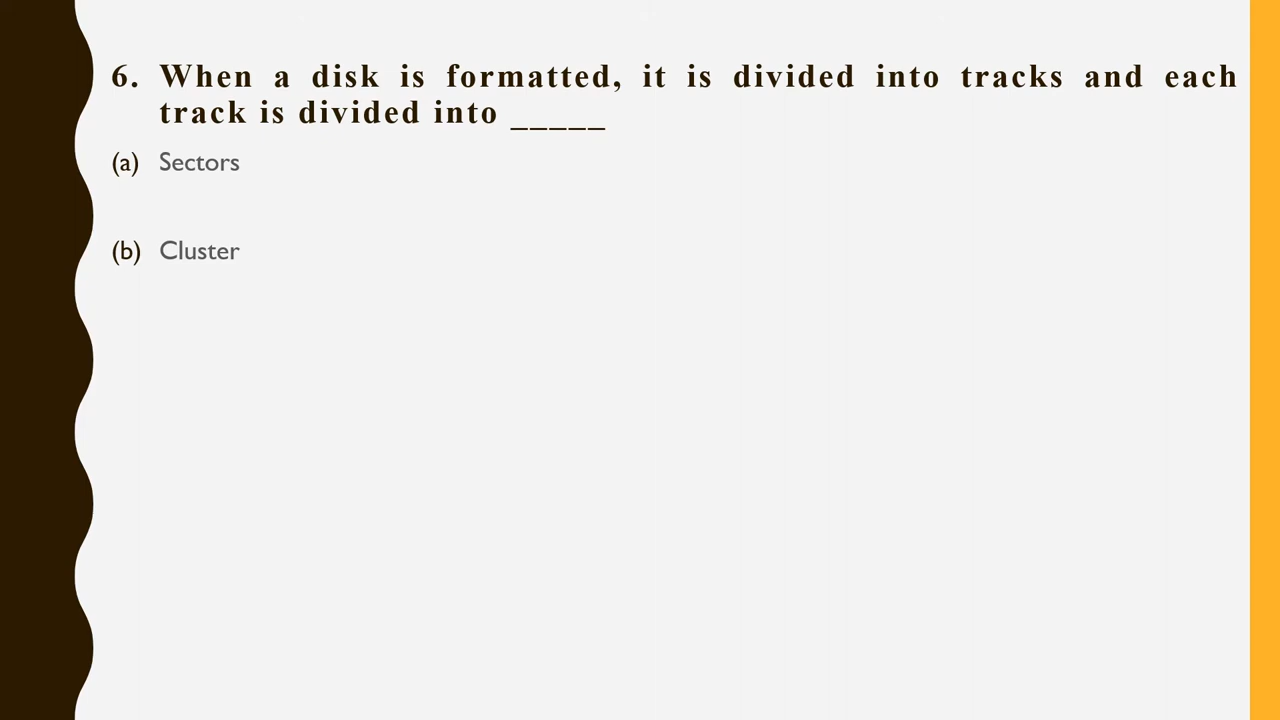 6. When a disk is formatted, it is divided into tracks and each
track is divided into _____
(a) Sectors
(b) Cluster